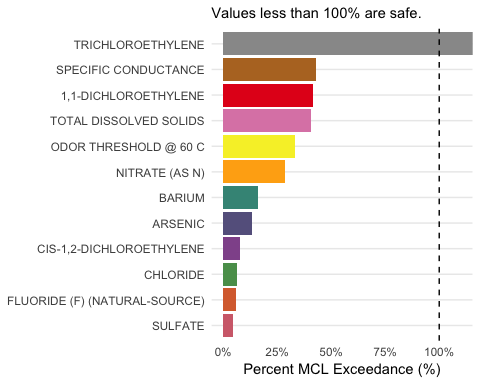 Values less than 100% are safe.
TRICHLOROETHYLENE
SPECIFIC CONDUCTANCE
1,1-DICHLOROETHYLENE
TOTAL DISSOLVED SOLIDS
ODOR THRESHOLD @ 60 C
NITRATE (AS N)
BARIUM
ARSENIC
CIS-1,2-DICHLOROETHYLENE
CHLORIDE
FLUORIDE (F) (NATURAL-SOURCE)
SULFATE
0% 25% 50% 75% 100%
Percent MCL Exceedance (%)